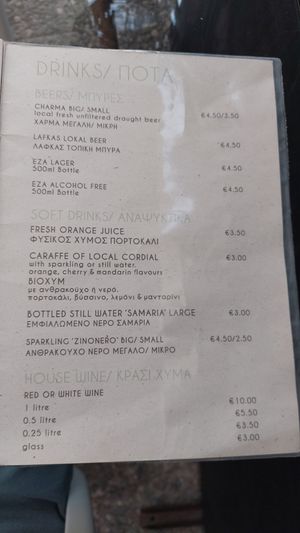 DRINKS/ ΠΟΤΑ
BEERS/ ΜΠΥΡΕΣ
CHARMA BIG/ SMALL
local fresh unfiltered draught beer €4.50/3.50
ΧΑΡΜΑ ΜΕΓΑΛΗ/ ΜΙΚΡΗ
LAFKAS LOKAL BEER €4.50
ΛΑΦΚΑΣ ΤΟΠΙΚΗ ΜΠΥΡΑ
EZA LAGER €4.50
500ml Bottle
EZA ALCOHOL FREE €4.50
500ml Bottle
SOFT DRINKS/ ΑΝΑΨΥΚΤΙΚΑ
FRESH ORANGE JUICE €3.50
ΦΥΣΙΚΟΣ ΧΥΜΟΣ ΠΟΡΤΟΚΑΛΙ
CARAFFE OF LOCAL CORDIAL €3.00
with sparkling or still water,
orange, cherry & mandarin flavours
ΒΙΟΧΥΜ
με ανθρακούχο ή νερό,
πορτοκάλι, βύσσινο, λεμόνι & μανταρίνι
BOTTLED STILL WATER 'SAMARIA' LARGE €3.00
ΕΜΦΙΑΛΩΜΕΝΟ ΝΕΡΟ ΣΑΜΑΡΙΑ
SPARKLING 'ZINONEŘO' BIG/ SMALL €4.50/2.50
ΑΝΘΡΑΚΟΥΧΟ ΝΕΡΟ ΜΕΓΑΛΟ/ ΜΙΚΡΟ
HOUSE WINE/ ΚΡΑΣΙ ΧΥΜΑ
RED OR WHITE WINE
1 litre €10.00
0.5 litre €5.50
0.25 litre €3.50
glass €3.00